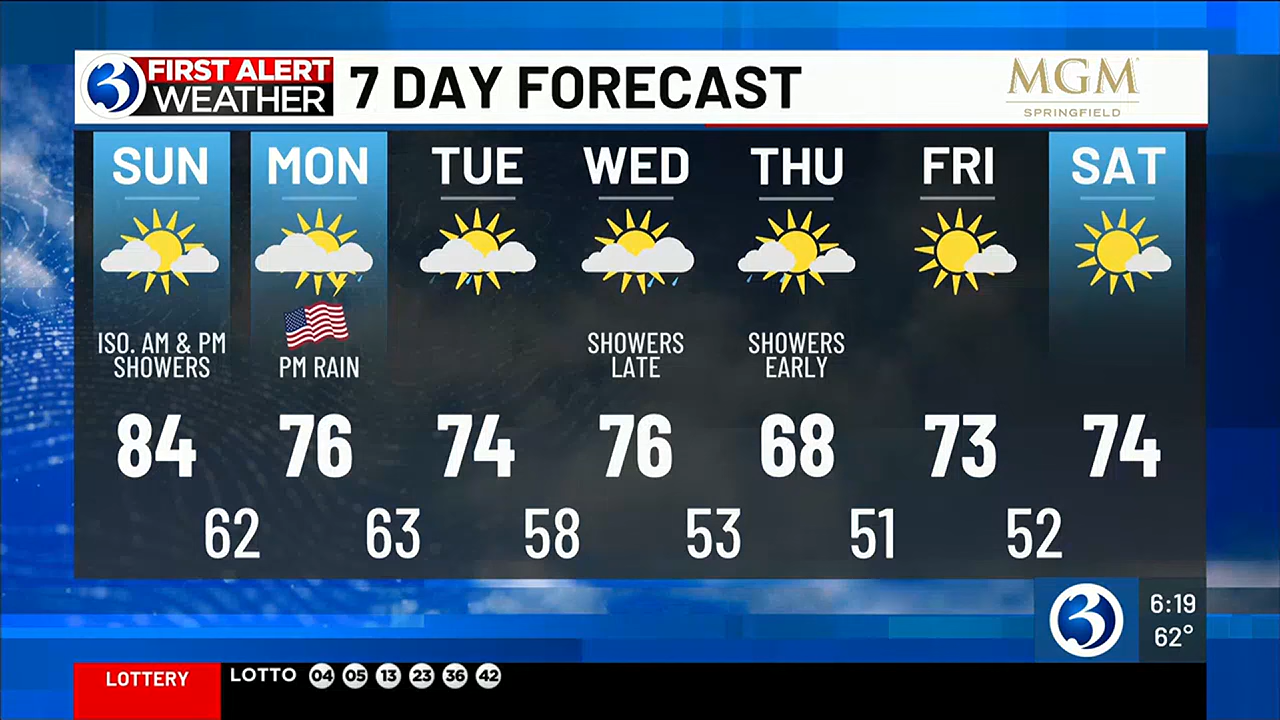 3 FIRST ALERT
WEATHER
7 DAY FORECAST
MGM
SPRINGFIELD
SUN MON TUE WED THU FRI SAT
ISO. AM & PM
SHOWERS
PM RAIN
SHOWERS
LATE
SHOWERS
EARLY
84 76 74 76 68 73 74
62 63 58 53 51 52
3
6:19
62°
LOTTERY
LOTTO 04 05 13 23 36 42